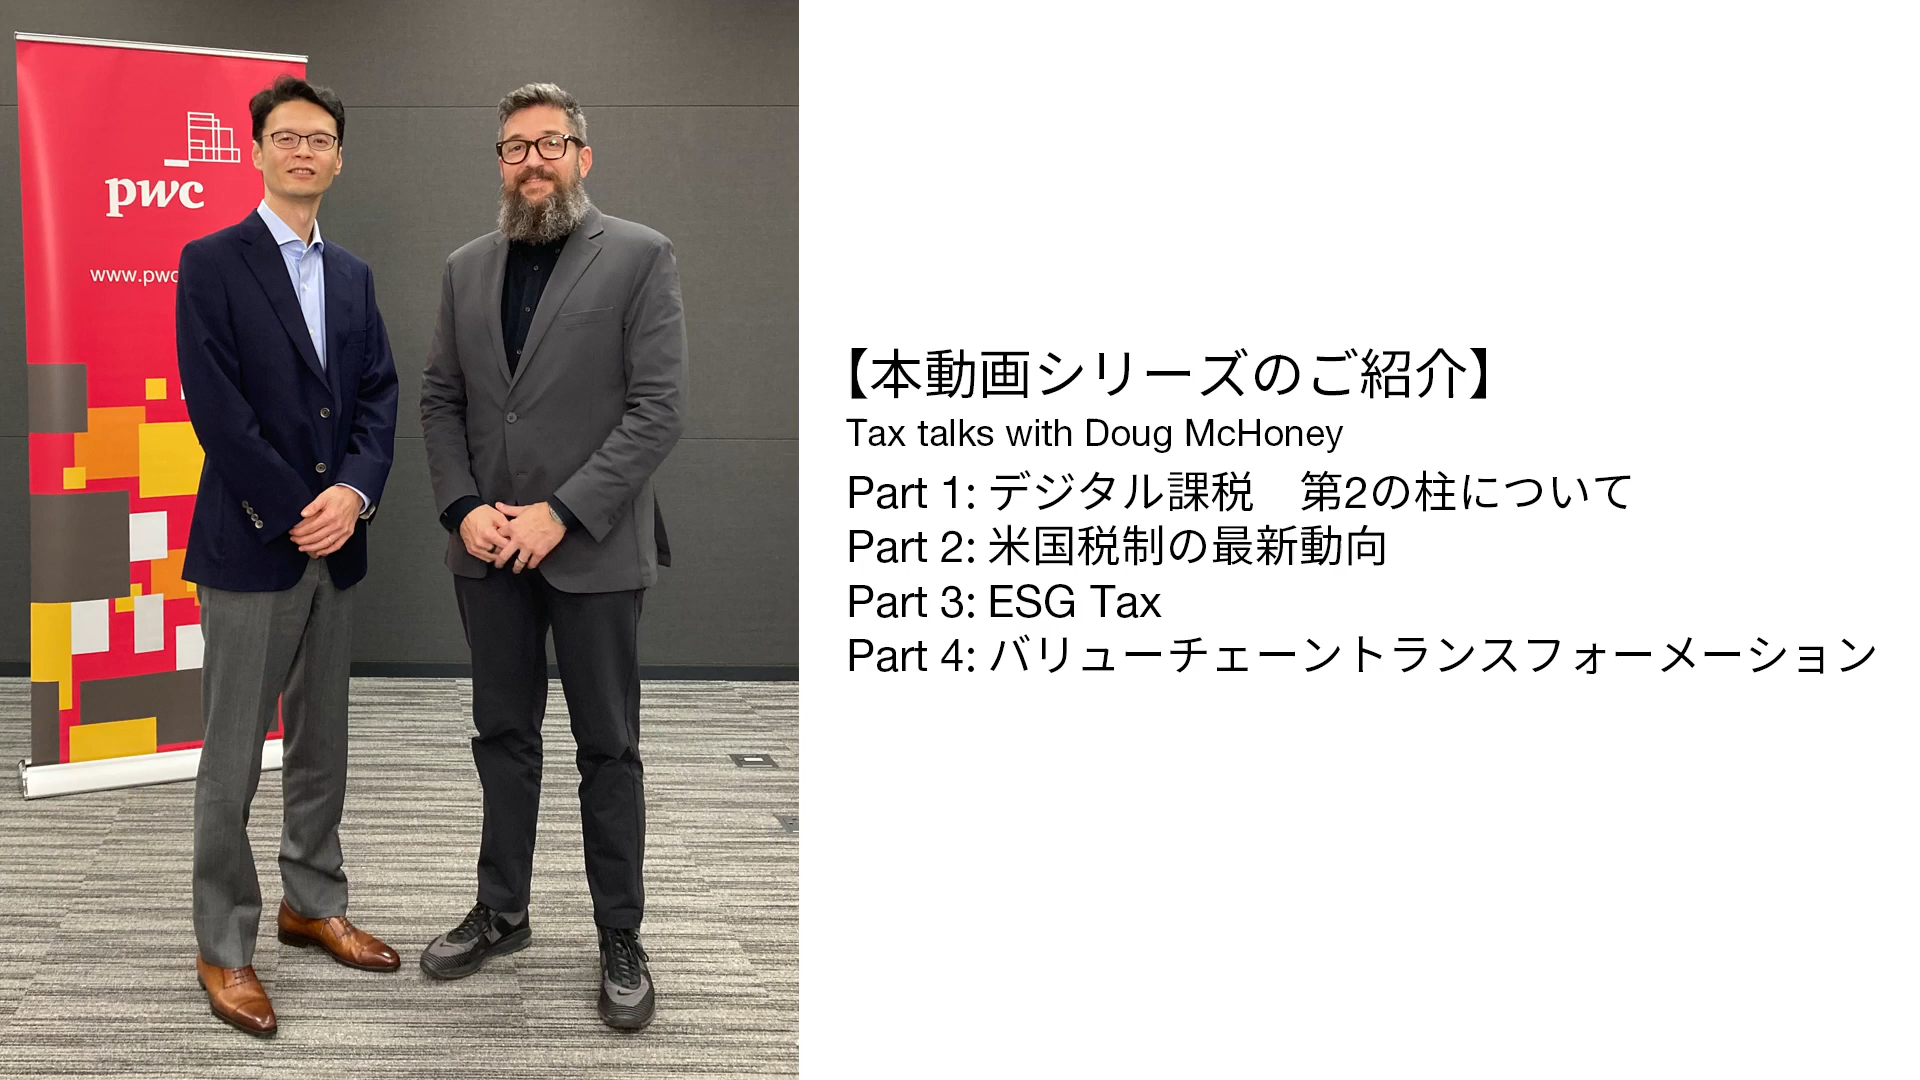 pwc
www.pwc
【本動画シリーズのご紹介】
Tax talks with Doug McHoney
Part 1: デジタル課税　第2の柱について
Part 2: 米国税制の最新動向
Part 3: ESG Tax
Part 4: バリューチェーントランスフォーメーション